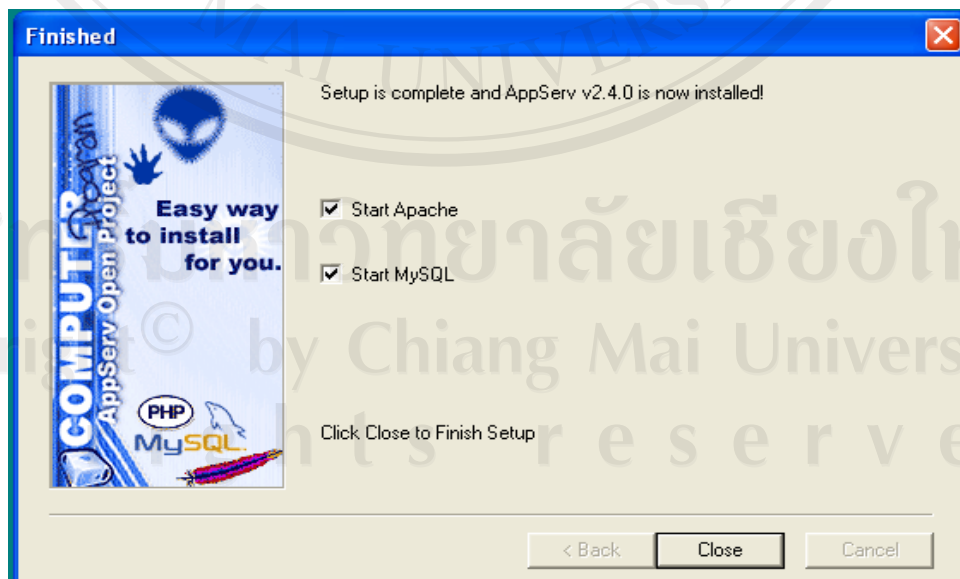 Finished
MAI UNIVERS
Setup is complete and AppServ v2.4.0 is now installed!
COMPUTER
Program
AppServ Open Project
Easy way
to install
for you.
Start Apache
Start MySQL
มหาวิทยาลัยเชียงใ
by Chiang Mai Univers
PHP
MySQL
Click Close to Finish Setup
r e s e r v e
< Back
Close
Cancel